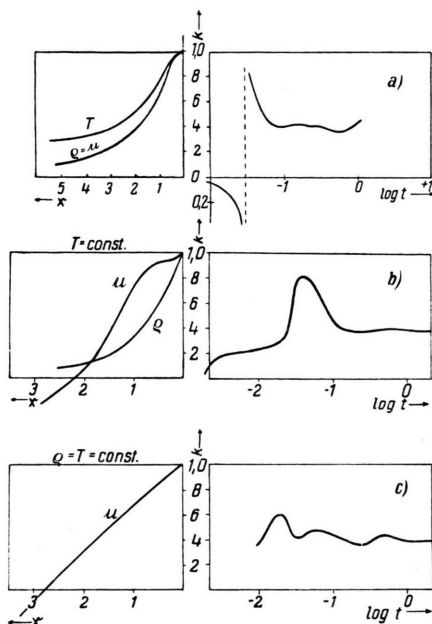 k
1,0
8
6
4
2
0
0,2
a)
T
ϱ=u
5 4 3 2 1
x
-1 0 +1
log t
T=const.
k
1,0
8
6
4
2
b)
u
ϱ
3 2 1
x
-2 -1 0
log t
ϱ=T=const.
k
1,0
8
6
4
2
c)
u
3 2 1
x
-2 -1 0
log t